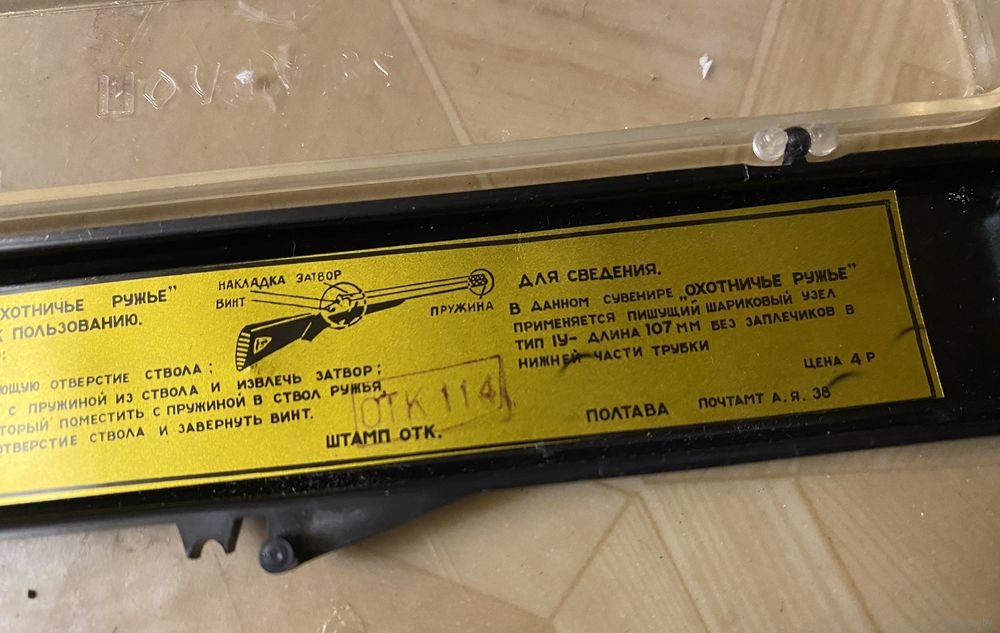 ОХОТНИЧЬЕ РУЖЬЕ”
К ПОЛЬЗОВАНИЮ.
ОТВЕРСТИЕ СТВОЛА;
С ПРУЖИНОЙ ИЗ СТВОЛА И ИЗВЛЕЧЬ ЗАТВОР;
ПОМЕСТИТЬ С ПРУЖИНОЙ В СТВОЛ РУЖЬЯ
ОТВЕРСТИЕ СТВОЛА И ЗАВЕРНУТЬ ВИНТ.
НАКЛАДКА ЗАТВОР
ВИНТ
ПРУЖИНА
ОТК 114
ШТАМП ОТК.
ДЛЯ СВЕДЕНИЯ.
В ДАННОМ СУВЕНИРЕ „ОХОТНИЧЬЕ РУЖЬЕ”
ПРИМЕНЯЕТСЯ ПИШУЩИЙ ШАРИКОВЫЙ УЗЕЛ
ТИП IУ- ДЛИНА 107 ММ БЕЗ ЗАПЛЕЧИКОВ В
НИЖНЕЙ ЧАСТИ ТРУБКИ
ЦЕНА 4 Р
ПОЛТАВА ПОЧТАМТ А. Я. 38